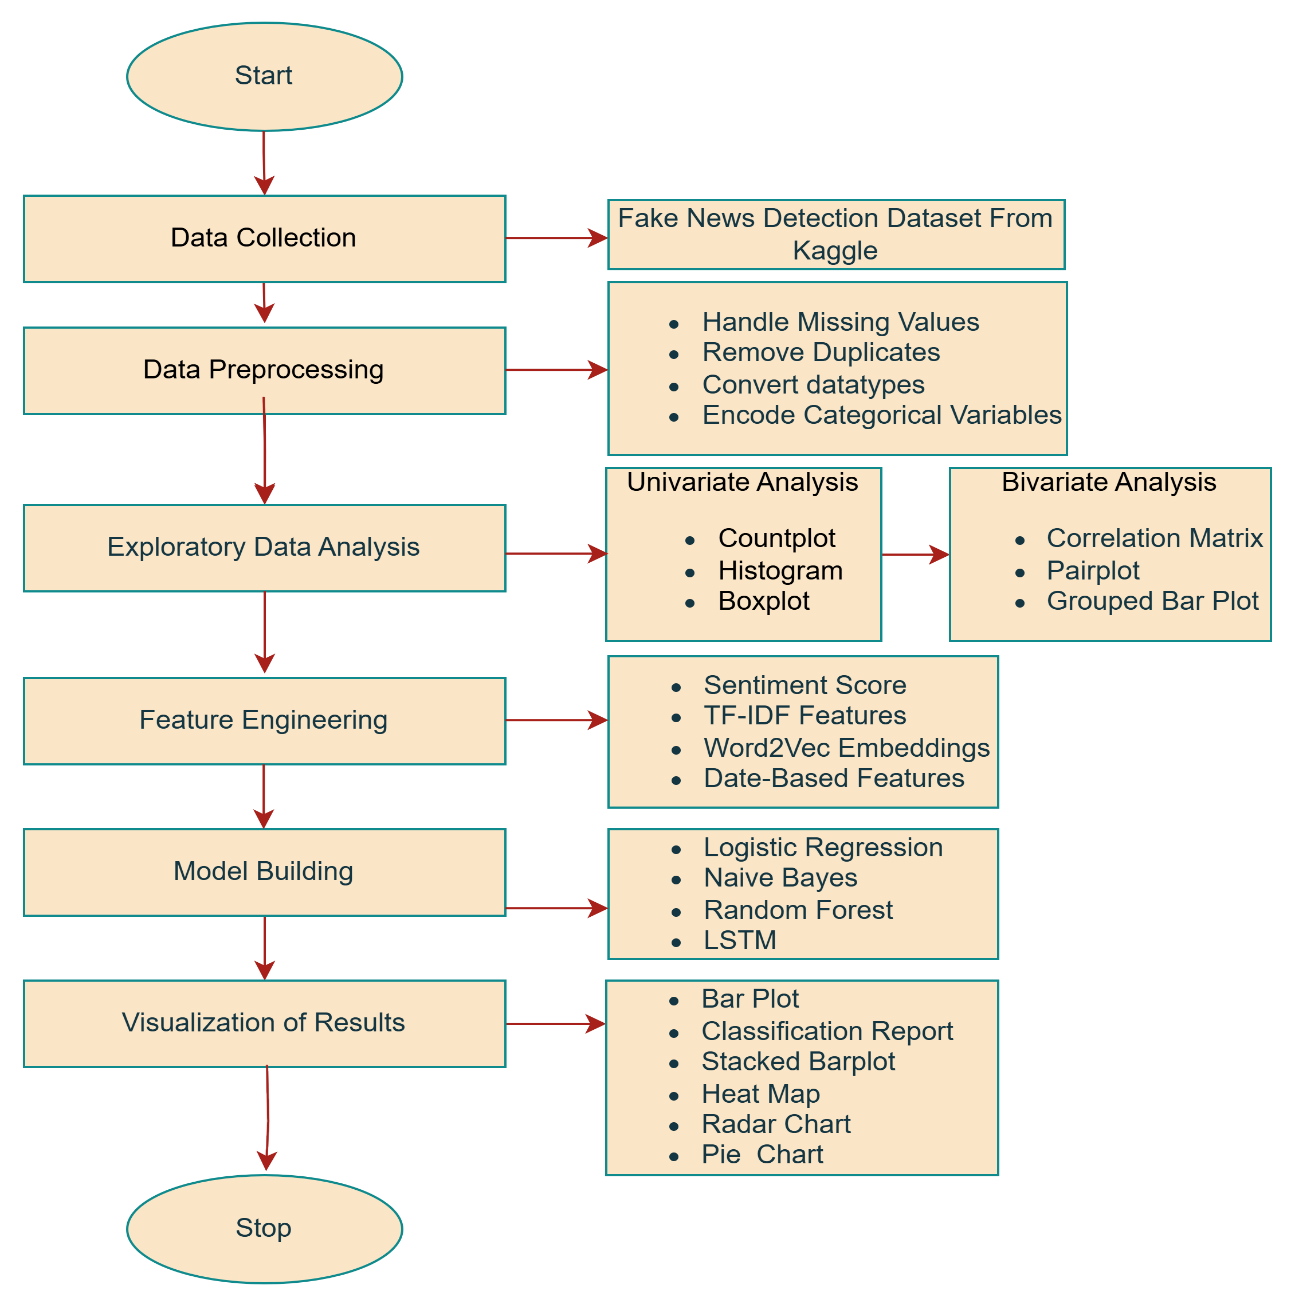 Start
Data Collection
Fake News Detection Dataset From
Kaggle
Data Preprocessing
• Handle Missing Values
• Remove Duplicates
• Convert datatypes
• Encode Categorical Variables
Exploratory Data Analysis
Univariate Analysis
• Countplot
• Histogram
• Boxplot
Bivariate Analysis
• Correlation Matrix
• Pairplot
• Grouped Bar Plot
Feature Engineering
• Sentiment Score
• TF-IDF Features
• Word2Vec Embeddings
• Date-Based Features
Model Building
• Logistic Regression
• Naive Bayes
• Random Forest
• LSTM
Visualization of Results
• Bar Plot
• Classification Report
• Stacked Barplot
• Heat Map
• Radar Chart
• Pie  Chart
Stop